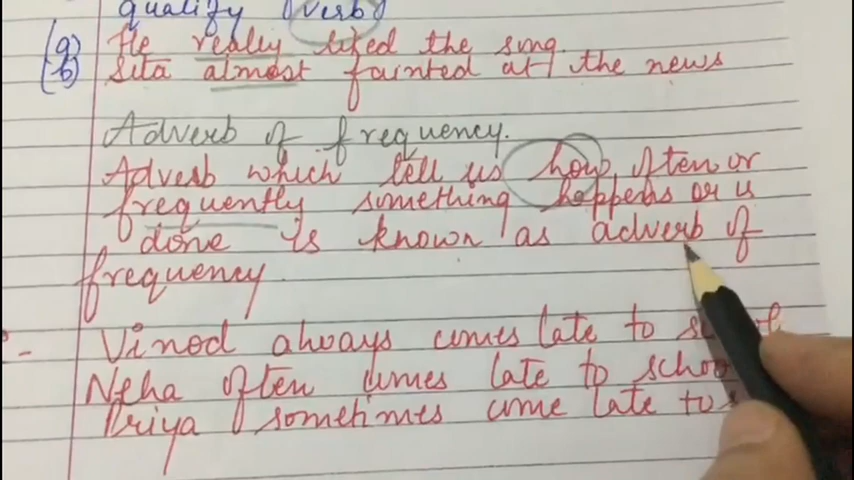 qualify (verb)
(a) He really liked the song.
(b) Sita almost fainted at the news
Adverb of frequency.
Adverb which tell us how often or
frequently something happens or is
done is known as adverb of
frequency
- Vinod always comes late to
Neha often comes late to school
Priya sometimes come late to